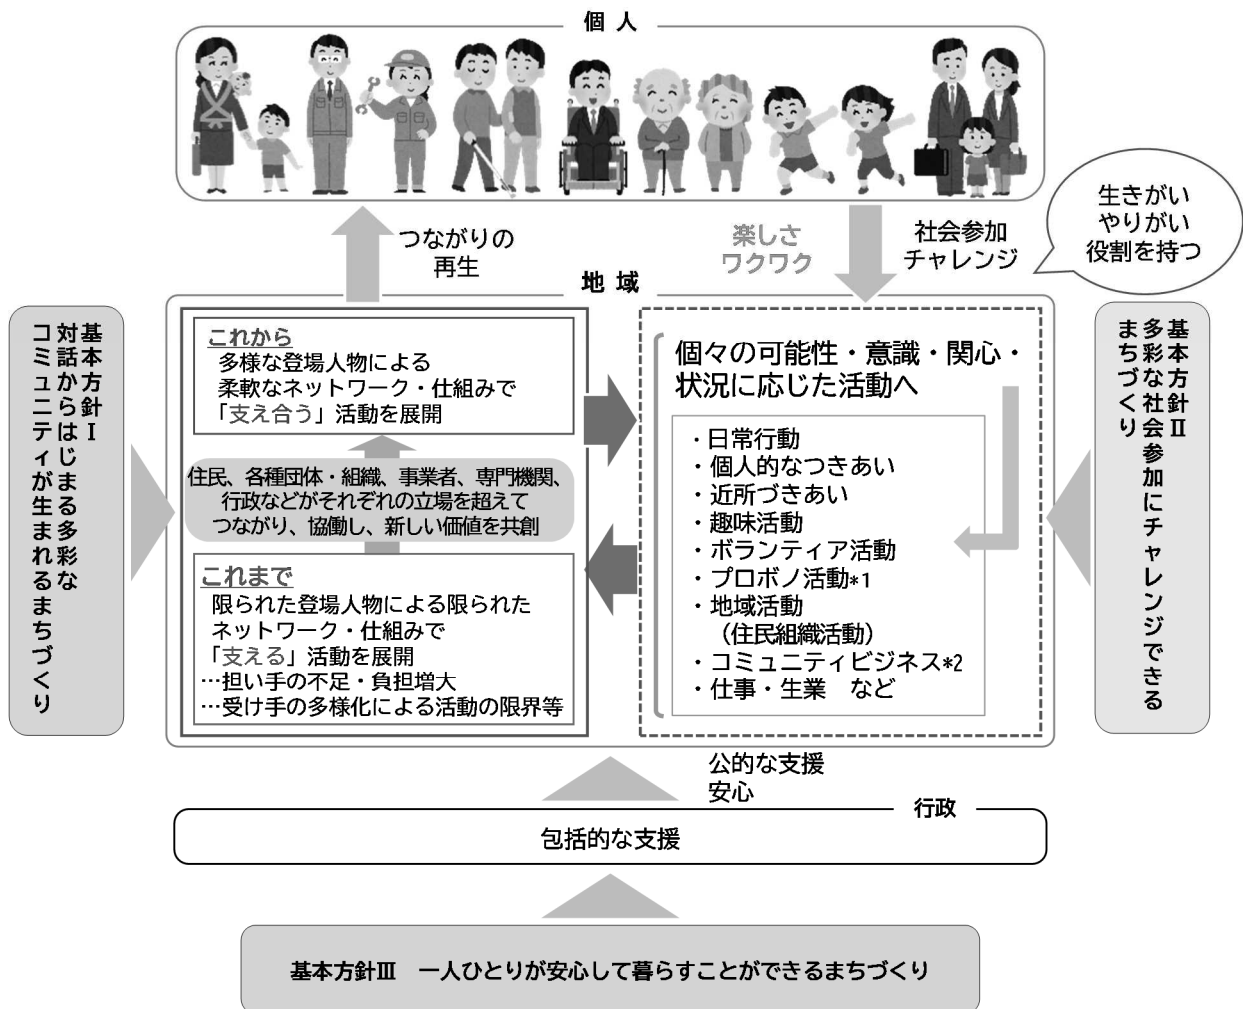 個人
つながりの
再生
楽しさ
ワクワク
社会参加
チャレンジ
生きがい
やりがい
役割を持つ
地域
基本方針Ⅰ
対話からはじまる多彩な
コミュニティが生まれるまちづくり
これから
多様な登場人物による
柔軟なネットワーク・仕組みで
「支え合う」活動を展開
住民、各種団体・組織、事業者、専門機関、
行政などがそれぞれの立場を超えて
つながり、協働し、新しい価値を共創
これまで
限られた登場人物による限られた
ネットワーク・仕組みで
「支える」活動を展開
…担い手の不足・負担増大
…受け手の多様化による活動の限界等
個々の可能性・意識・関心・
状況に応じた活動へ
・日常行動
・個人的なつきあい
・近所づきあい
・趣味活動
・ボランティア活動
・プロボノ活動*1
・地域活動
（住民組織活動）
・コミュニティビジネス*2
・仕事・生業　など
基本方針Ⅱ
多彩な社会参加にチャレンジできる
まちづくり
公的な支援
安心
行政
包括的な支援
基本方針Ⅲ　一人ひとりが安心して暮らすことができるまちづくり